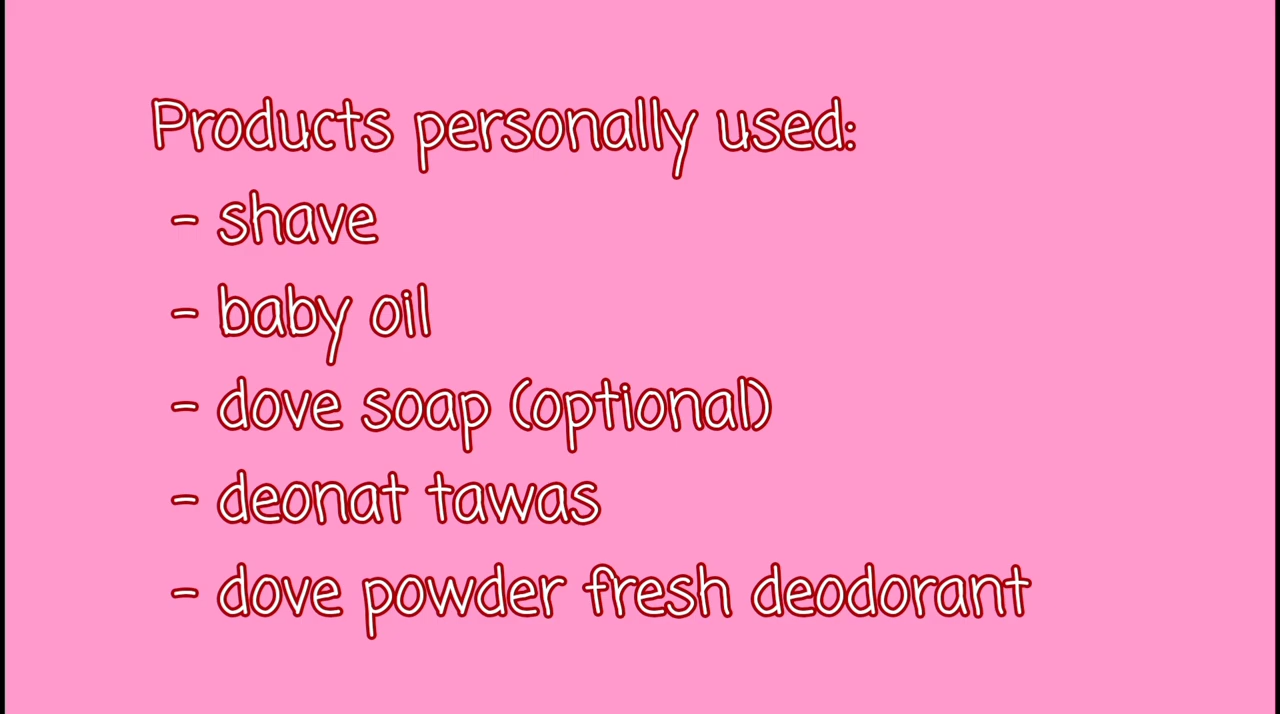 Products personally used:
- shave
- baby oil
- dove soap (optional)
- deonat tawas
- dove powder fresh deodorant